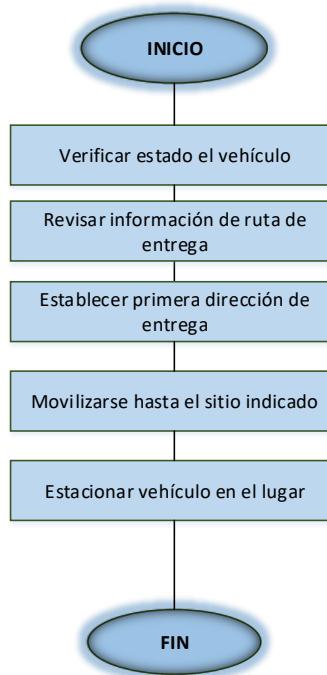 INICIO
Verificar estado el vehículo
Revisar información de ruta de
entrega
Establecer primera dirección de
entrega
Movilizarse hasta el sitio indicado
Estacionar vehículo en el lugar
FIN